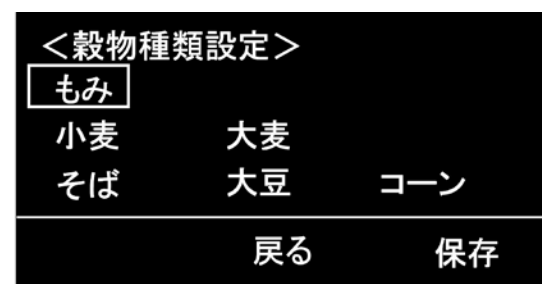 ＜穀物種類設定＞
もみ
小麦 大麦
そば 大豆 コーン
戻る 保存